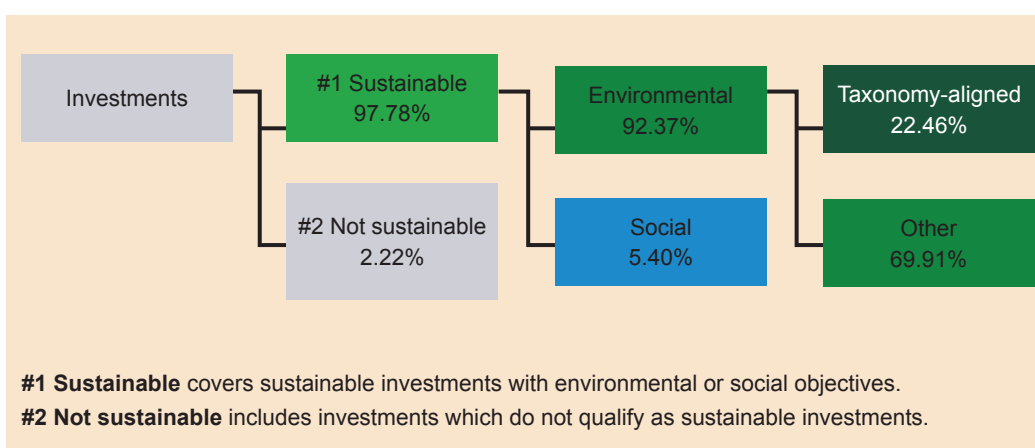 Investments
#1 Sustainable
97.78%
#2 Not sustainable
2.22%
Environmental
92.37%
Social
5.40%
Taxonomy-aligned
22.46%
Other
69.91%
#1 Sustainable covers sustainable investments with environmental or social objectives.
#2 Not sustainable includes investments which do not qualify as sustainable investments.